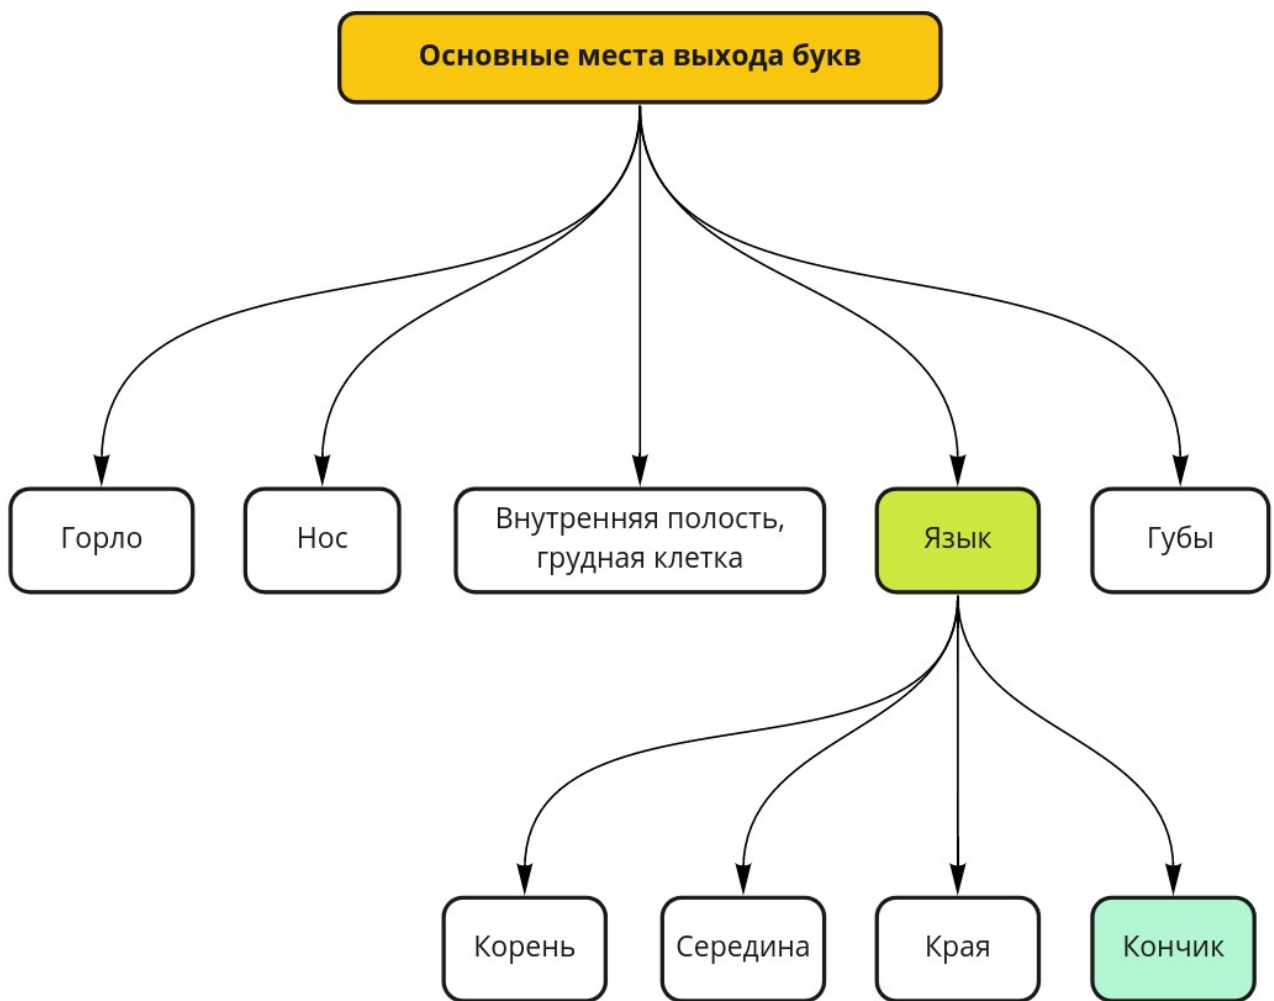 Основные места выхода букв
Горло
Нос
Внутренняя полость,
грудная клетка
Язык
Губы
Корень
Середина
Края
Кончик